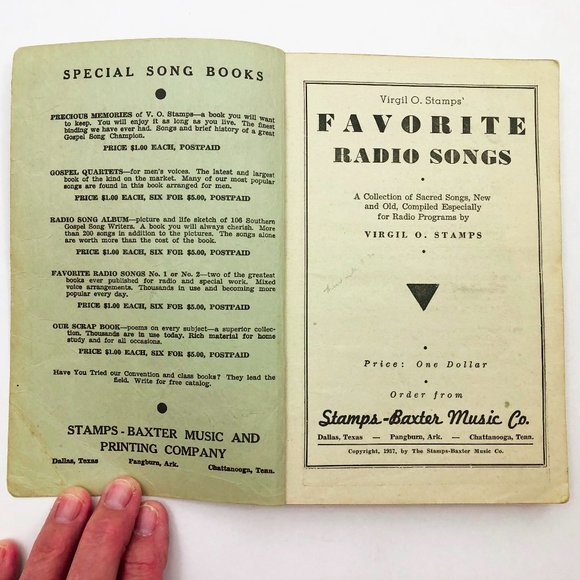 SPECIAL SONG BOOKS
PRECIOUS MEMORIES of V. O. Stamps—a book you will want
to keep. You will enjoy it as long as you live. The finest
binding we have ever had. Songs and brief history of a great
Gospel Song Champion.
PRICE $1.00 EACH, POSTPAID
GOSPEL QUARTETS—for men's voices. The latest and largest
book of the kind on the market. Many of our most popular
songs are found in this book arranged for men.
PRICE $1.00 EACH, SIX FOR $5.00, POSTPAID
RADIO SONG ALBUM—picture and life sketch of 106 Southern
Gospel Song Writers. A book you will always cherish. More
than 200 songs in addition to the pictures. The songs alone
are worth more than the cost of the book.
PRICE $1.00 EACH, SIX FOR $5.00, POSTPAID
FAVORITE RADIO SONGS No. 1 or No. 2—two of the greatest
books ever published for radio and special work. Mixed
voice arrangements. Thousands in use and becoming more
popular every day.
PRICE $1.00 EACH, SIX FOR $5.00, POSTPAID
OUR SCRAP BOOK—poems on every subject—a superior collec-
tion. Thousands are in use today. Rich material for home
study and for all occasions.
PRICE $1.00 EACH, SIX FOR $5.00, POSTPAID
Have You Tried our Convention and class books? They lead the
field. Write for free catalog.
STAMPS-BAXTER MUSIC AND
PRINTING COMPANY
Dallas, Texas Pangburn, Ark. Chattanooga, Tenn.
Virgil O. Stamps'
FAVORITE
RADIO SONGS
A Collection of Sacred Songs, New
and Old, Compiled Especially
for Radio Programs by
VIRGIL O. STAMPS
Price: One Dollar
Order from
Stamps-Baxter Music Co.
Dallas, Texas — Pangburn, Ark. — Chattanooga, Tenn.
Copyright, 1937, by The Stamps-Baxter Music Co.